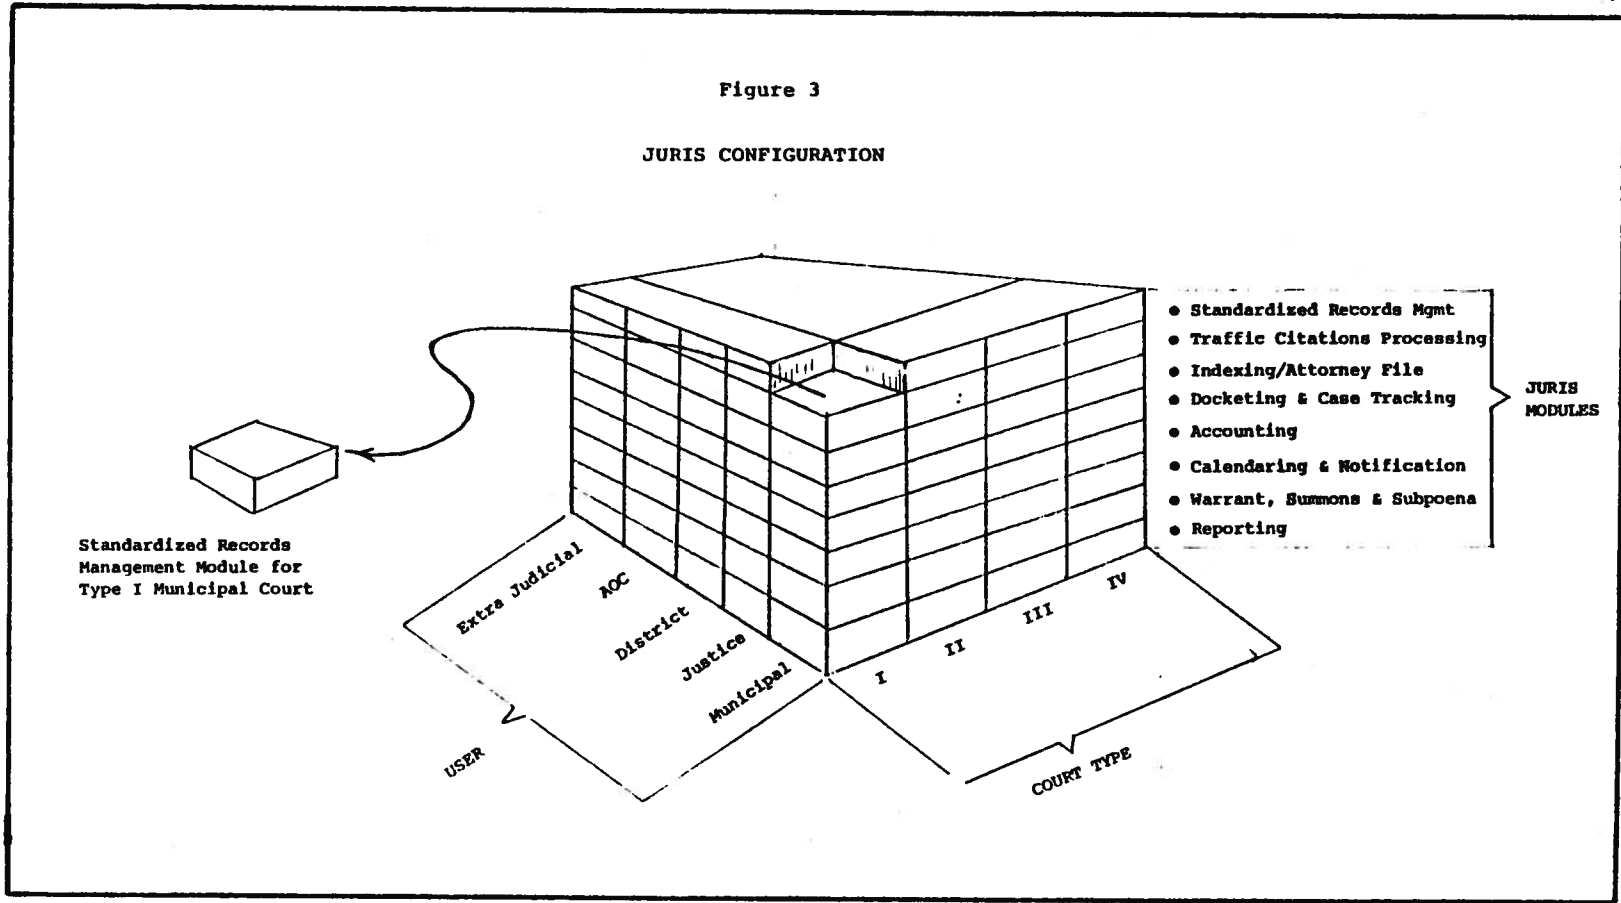 Figure 3
JURIS CONFIGURATION
• Standardized Records Mgmt
• Traffic Citations Processing
• Indexing/Attorney File
• Docketing & Case Tracking
• Accounting
• Calendaring & Notification
• Warrant, Summons & Subpoena
• Reporting
JURIS
MODULES
Standardized Records
Management Module for
Type I Municipal Court
Extra Judicial
AOC
District
Justice
Municipal
USER
I
II
III
IV
COURT TYPE